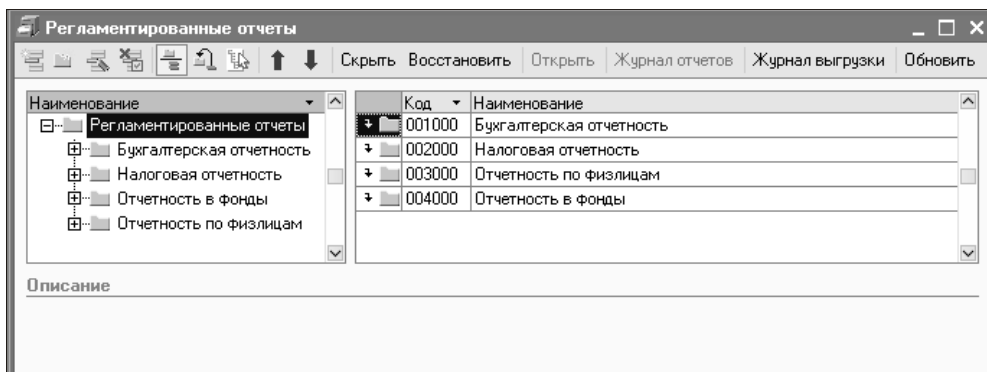 Регламентированные отчеты
Скрыть Восстановить Открыть Журнал отчетов Журнал выгрузки Обновить
Наименование
Регламентированные отчеты
Бухгалтерская отчетность
Налоговая отчетность
Отчетность в фонды
Отчетность по физлицам
Код Наименование
001000 Бухгалтерская отчетность
002000 Налоговая отчетность
003000 Отчетность по физлицам
004000 Отчетность в фонды
Описание